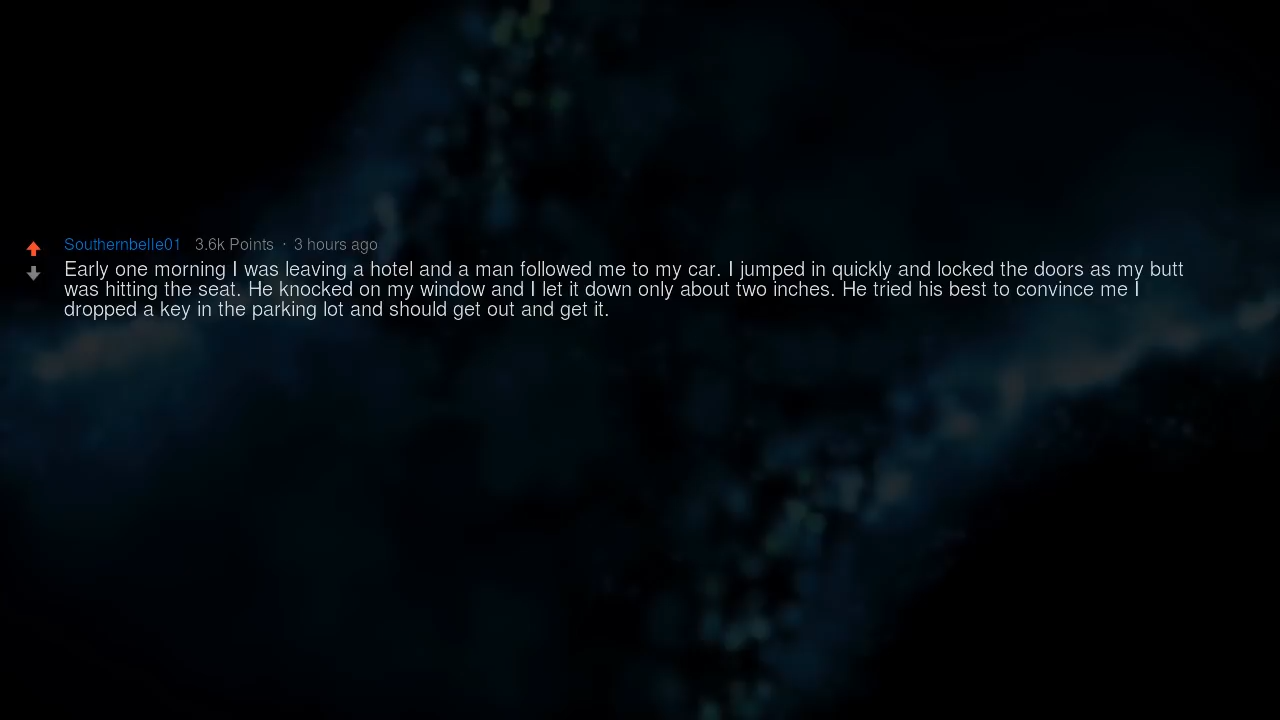 Southernbelle01 3.6k Points · 3 hours ago
Early one morning I was leaving a hotel and a man followed me to my car. I jumped in quickly and locked the doors as my butt
was hitting the seat. He knocked on my window and I let it down only about two inches. He tried his best to convince me I
dropped a key in the parking lot and should get out and get it.